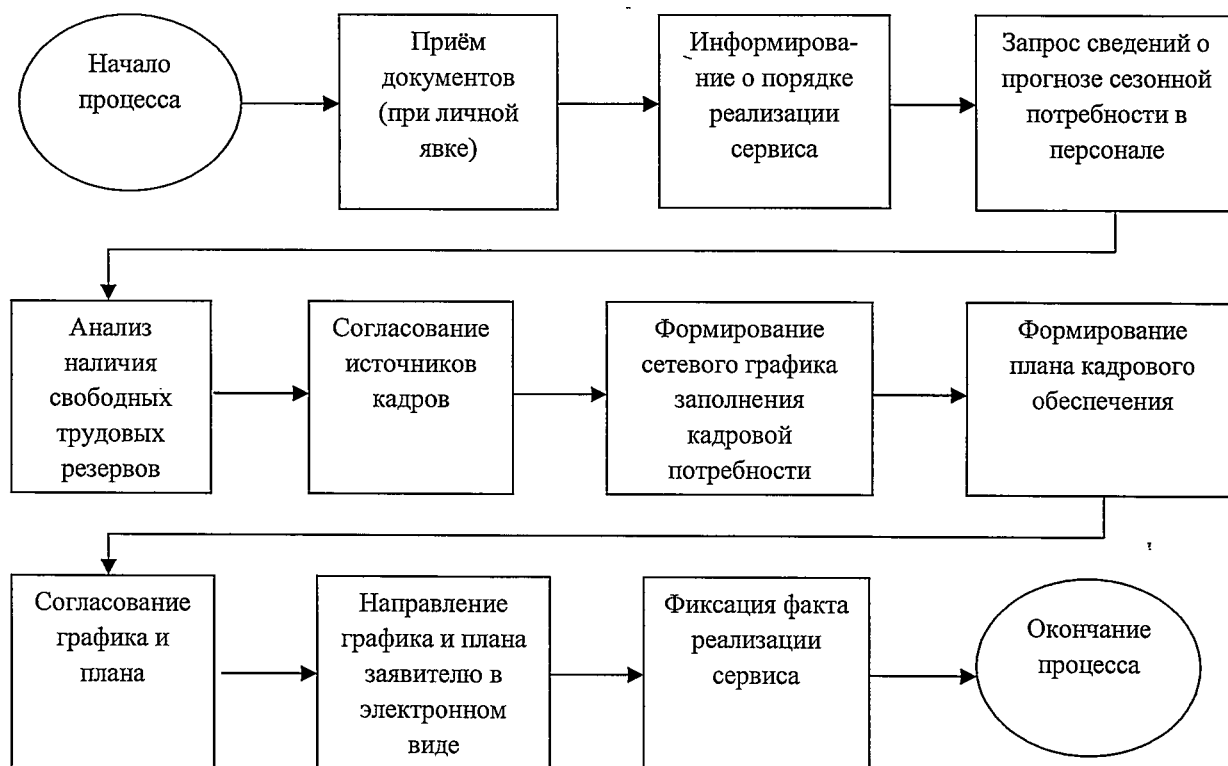 Начало
процесса
Приём
документов
(при личной
явке)
Информирова-
ние о порядке
реализации
сервиса
Запрос сведений о
прогнозе сезонной
потребности в
персонале
Анализ
наличия
свободных
трудовых
резервов
Согласование
источников
кадров
Формирование
сетевого графика
заполнения
кадровой
потребности
Формирование
плана кадрового
обеспечения
Согласование
графика и
плана
Направление
графика и плана
заявителю в
электронном
виде
Фиксация факта
реализации
сервиса
Окончание
процесса